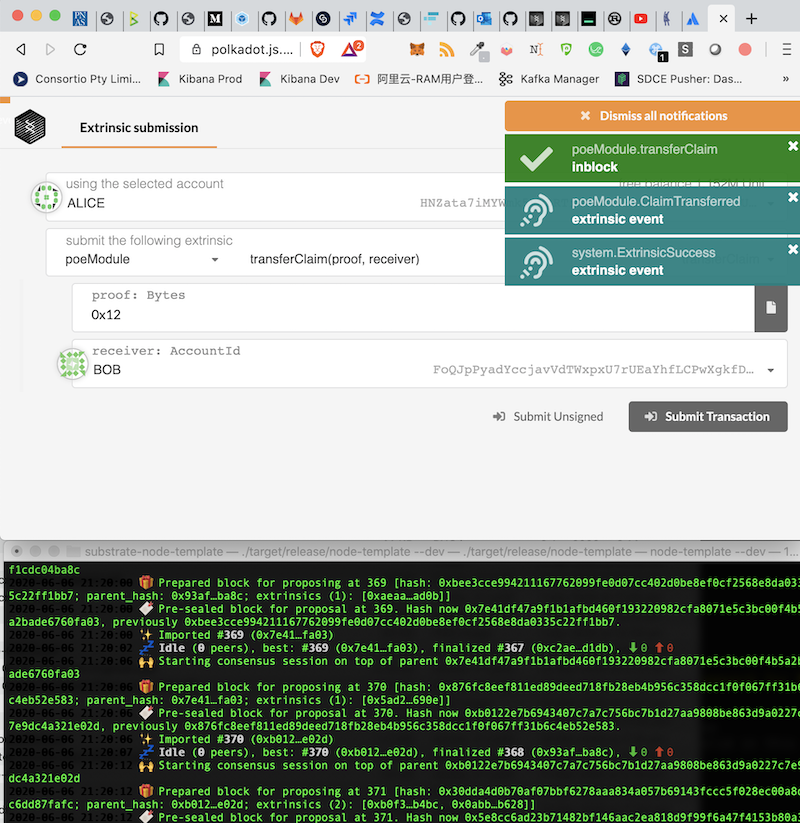 polkadot.js....
2
1
Consortio Pty Limi...
Kibana Prod
Kibana Dev
阿里云-RAM用户登...
Kafka Manager
SDCE Pusher: Das...
»
Extrinsic submission
Dismiss all notifications
poeModule.transferClaim
inblock
poeModule.ClaimTransferred
extrinsic event
system.ExtrinsicSuccess
extrinsic event
using the selected account
ALICE
HNZata7iMYW
submit the following extrinsic
poeModule
transferClaim(proof, receiver)
proof: Bytes
0x12
receiver: AccountId
BOB
FoQJpPyadYccjavVdTWxpxU7rUEaYhfLCPwXgkfD…
Submit Unsigned
Submit Transaction
substrate-node-template — ./target/release/node-template --dev — ./target/release/node-template — node-template --dev — 1...
f1cdc04ba8c
2020-06-06 21:20:00 🎁 Prepared block for proposing at 369 [hash: 0xbee3cce994211167762099fe0d07cc402d0be8ef0cf2568e8da033
5c22ff1bb7; parent_hash: 0x93af…ba8c; extrinsics (1): [0xaeaa…ad0b]]
2020-06-06 21:20:00 🔖 Pre-sealed block for proposal at 369. Hash now 0x7e41df47a9f1b1afbd460f193220982cfa8071e5c3bc00f4b5
a2bade6760fa03, previously 0xbee3cce994211167762099fe0d07cc402d0be8ef0cf2568e8da0335c22ff1bb7.
2020-06-06 21:20:00 ✨ Imported #369 (0x7e41…fa03)
2020-06-06 21:20:02 💤 Idle (0 peers), best: #369 (0x7e41…fa03), finalized #367 (0xc2ae…d1db), ⬇ 0 ⬆ 0
2020-06-06 21:20:06 🙌 Starting consensus session on top of parent 0x7e41df47a9f1b1afbd460f193220982cfa8071e5c3bc00f4b5a2b
ade6760fa03
2020-06-06 21:20:06 🎁 Prepared block for proposing at 370 [hash: 0x876fc8eef811ed89deed718fb28eb4b956c358dcc1f0f067ff31b6
c4eb52e583; parent_hash: 0x7e41…fa03; extrinsics (1): [0x5ad2…690e]]
2020-06-06 21:20:06 🔖 Pre-sealed block for proposal at 370. Hash now 0xb0122e7b6943407c7a7c756bc7b1d27aa9808be863d9a0227c
7e9dc4a321e02d, previously 0x876fc8eef811ed89deed718fb28eb4b956c358dcc1f0f067ff31b6c4eb52e583.
2020-06-06 21:20:06 ✨ Imported #370 (0xb012…e02d)
2020-06-06 21:20:07 💤 Idle (0 peers), best: #370 (0xb012…e02d), finalized #368 (0x93af…ba8c), ⬇ 0 ⬆ 0
2020-06-06 21:20:12 🙌 Starting consensus session on top of parent 0xb0122e7b6943407c7a7c756bc7b1d27aa9808be863d9a0227c7e9
dc4a321e02d
2020-06-06 21:20:12 🎁 Prepared block for proposing at 371 [hash: 0x30dda4d0b70af07bbf6278aaa834a057b69143fccc5f028ec00a8d
c6dd87fafc; parent_hash: 0xb012…e02d; extrinsics (2): [0xb0f3…b4bc, 0x0abb…b628]]
2020-06-06 21:20:12 🔖 Pre-sealed block for proposal at 371. Hash now 0x5e8cc6ad23b71482bf146aac2ea818d9f99f6a47f4153b80a3